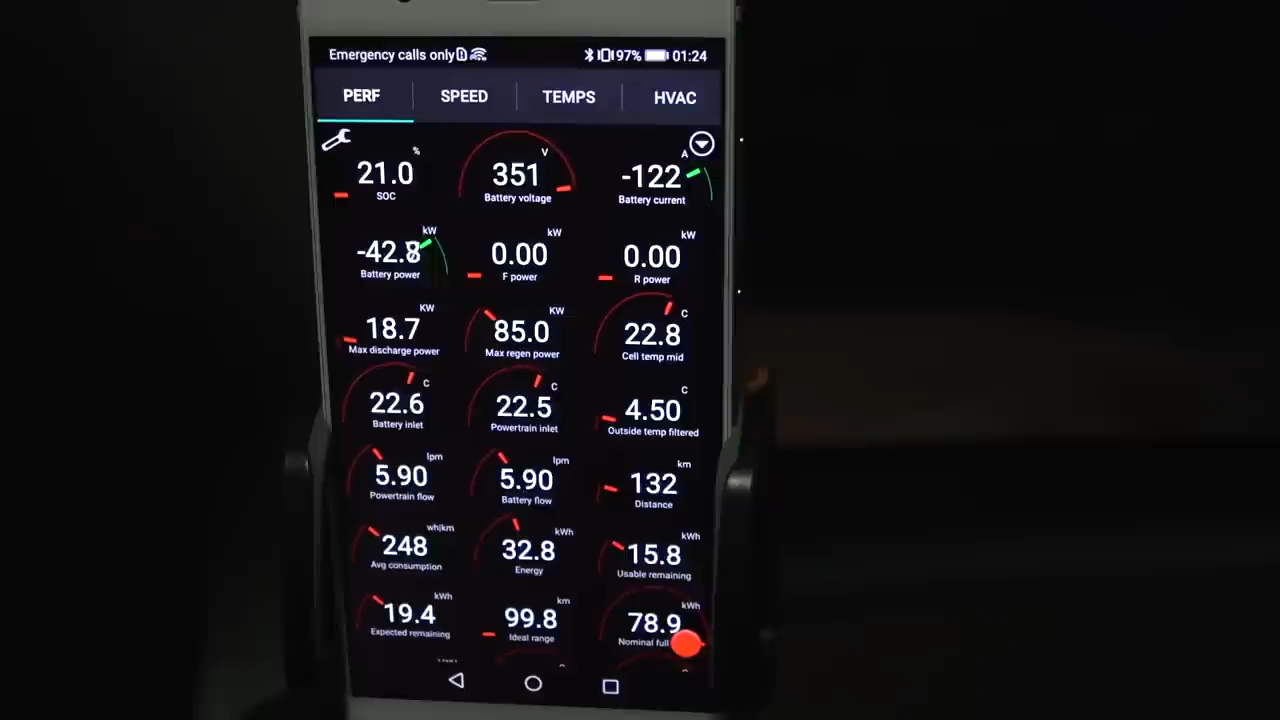 Emergency calls only 97% 01:24
PERF SPEED TEMPS HVAC
% V A
21.0 351 -122
SOC Battery voltage Battery current
kW kW kW
-42.8 0.00 0.00
Battery power F power R power
KW KW C
18.7 85.0 22.8
Max discharge power Max regen power Cell temp mid
C C C
22.6 22.5 4.50
Battery inlet Powertrain inlet Outside temp filtered
lpm lpm km
5.90 5.90 132
Powertrain flow Battery flow Distance
wh|km kWh kWh
248 32.8 15.8
Avg consumption Energy Usable remaining
kWh km kWh
19.4 99.8 78.9
Expected remaining Ideal range Nominal full